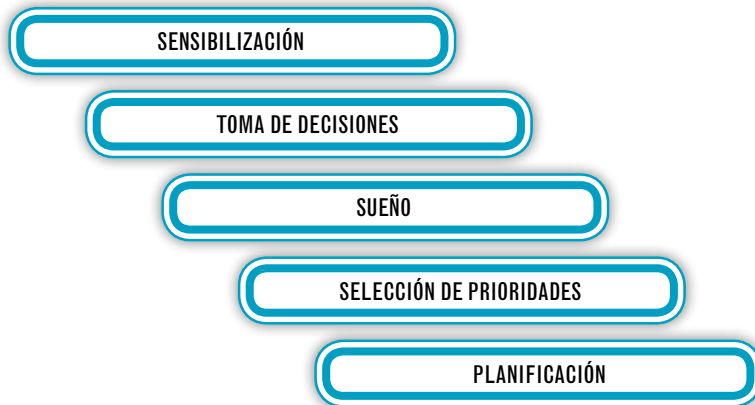 SENSIBILIZACIÓN
TOMA DE DECISIONES
SUEÑO
SELECCIÓN DE PRIORIDADES
PLANIFICACIÓN